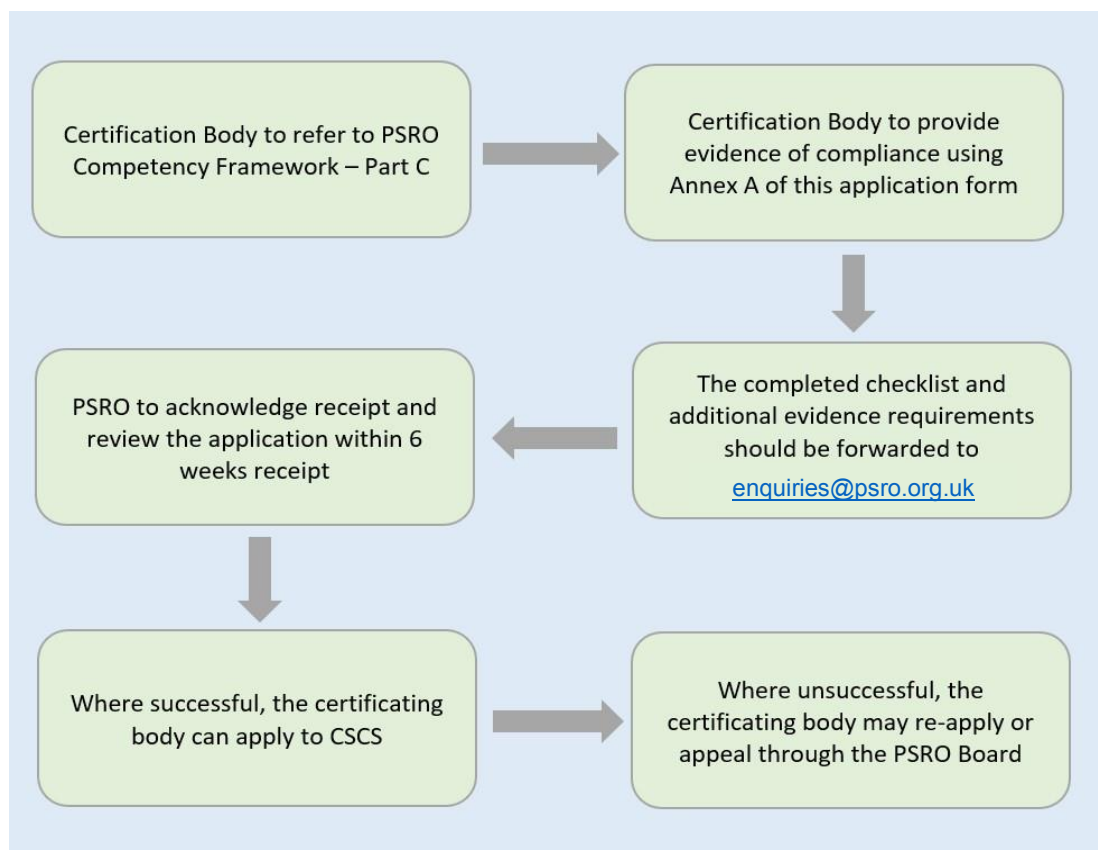 Certification Body to refer to PSRO
Competency Framework – Part C
Certification Body to provide
evidence of compliance using
Annex A of this application form
The completed checklist and
additional evidence requirements
should be forwarded to
enquiries@psro.org.uk
PSRO to acknowledge receipt and
review the application within 6
weeks receipt
Where successful, the certificating
body can apply to CSCS
Where unsuccessful, the
certificating body may re-apply or
appeal through the PSRO Board